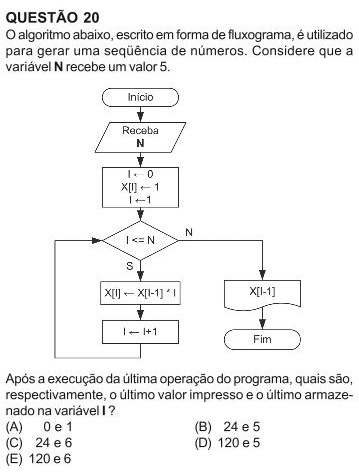 QUESTÃO 20
O algoritmo abaixo, escrito em forma de fluxograma, é utilizado
para gerar uma seqüência de números. Considere que a
variável N recebe um valor 5.
Início
Receba
N
I ← 0
X[I] ← 1
I ←1
I <= N
N
S
X[I] ← X[I-1] * I
X[I-1]
I ← I+1
Fim
Após a execução da última operação do programa, quais são,
respectivamente, o último valor impresso e o último armaze-
nado na variável I ?
(A) 0 e 1
(B) 24 e 5
(C) 24 e 6
(D) 120 e 5
(E) 120 e 6